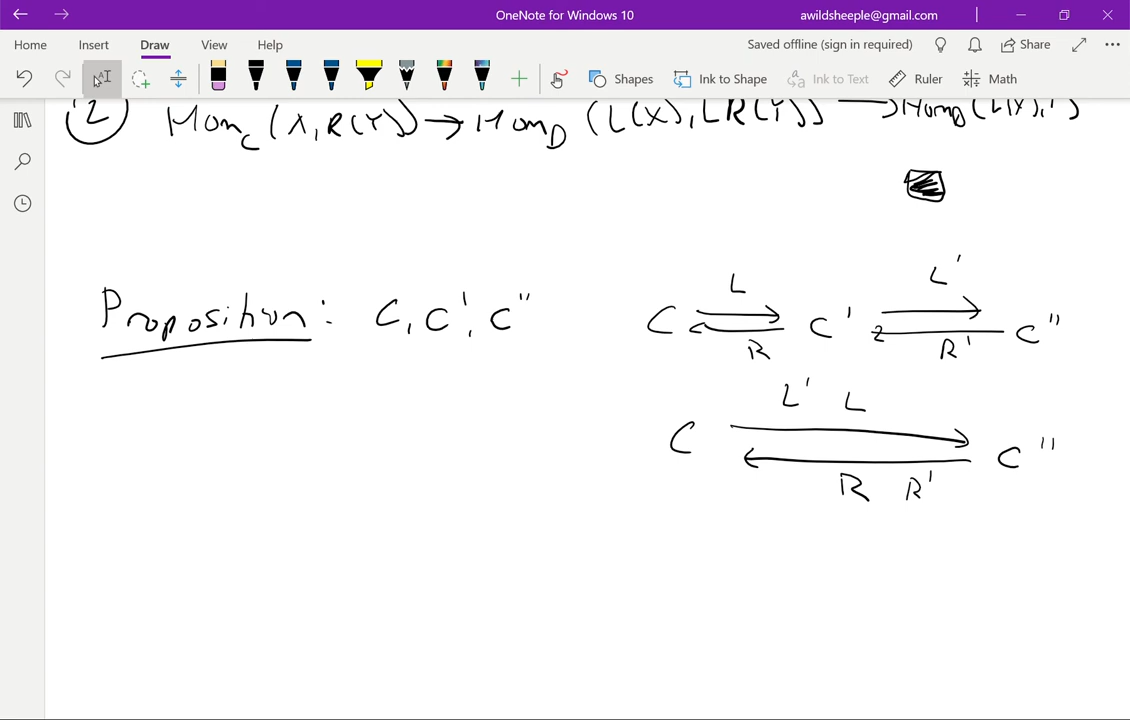 OneNote for Windows 10
awildsheeple@gmail.com
Home Insert Draw View Help
Saved offline (sign in required) Share
Shapes Ink to Shape Ink to Text Ruler Math
② Hom_C (X, R(Y)) → Hom_D (L(X), LR(Y)) → Hom_D (L(X),
Proposition: C, C', C''
L L'
C ⇄ C' ⇄ C''
R R'
L' L
C ⇄ C''
R R'